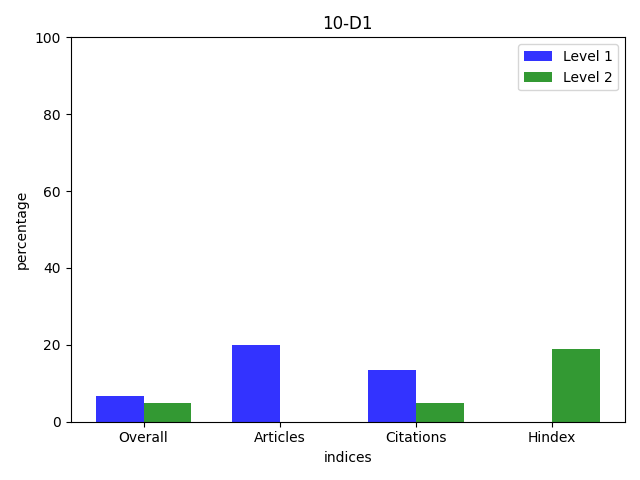 10-D1
100
80
60
40
20
0
percentage
Level 1
Level 2
Overall
Articles
Citations
Hindex
indices